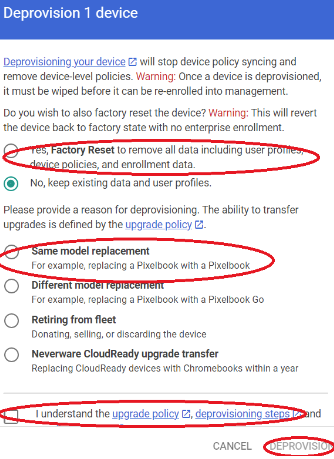 Deprovision 1 device
Deprovisioning your device will stop device policy syncing and
remove device-level policies. Warning: Once a device is deprovisioned,
it must be wiped before it can be re-enrolled into management.
Do you wish to also factory reset the device? Warning: This will revert
the device back to factory state with no enterprise enrollment.
Yes, Factory Reset to remove all data including user profiles,
device policies, and enrollment data.
No, keep existing data and user profiles.
Please provide a reason for deprovisioning. The ability to transfer
upgrades is defined by the upgrade policy.
Same model replacement
For example, replacing a Pixelbook with a Pixelbook
Different model replacement
For example, replacing a Pixelbook with a Pixelbook Go
Retiring from fleet
Donating, selling, or discarding the device
Neverware CloudReady upgrade transfer
Replacing CloudReady devices with Chromebooks within a year
I understand the upgrade policy, deprovisioning steps and
CANCEL DEPROVISION